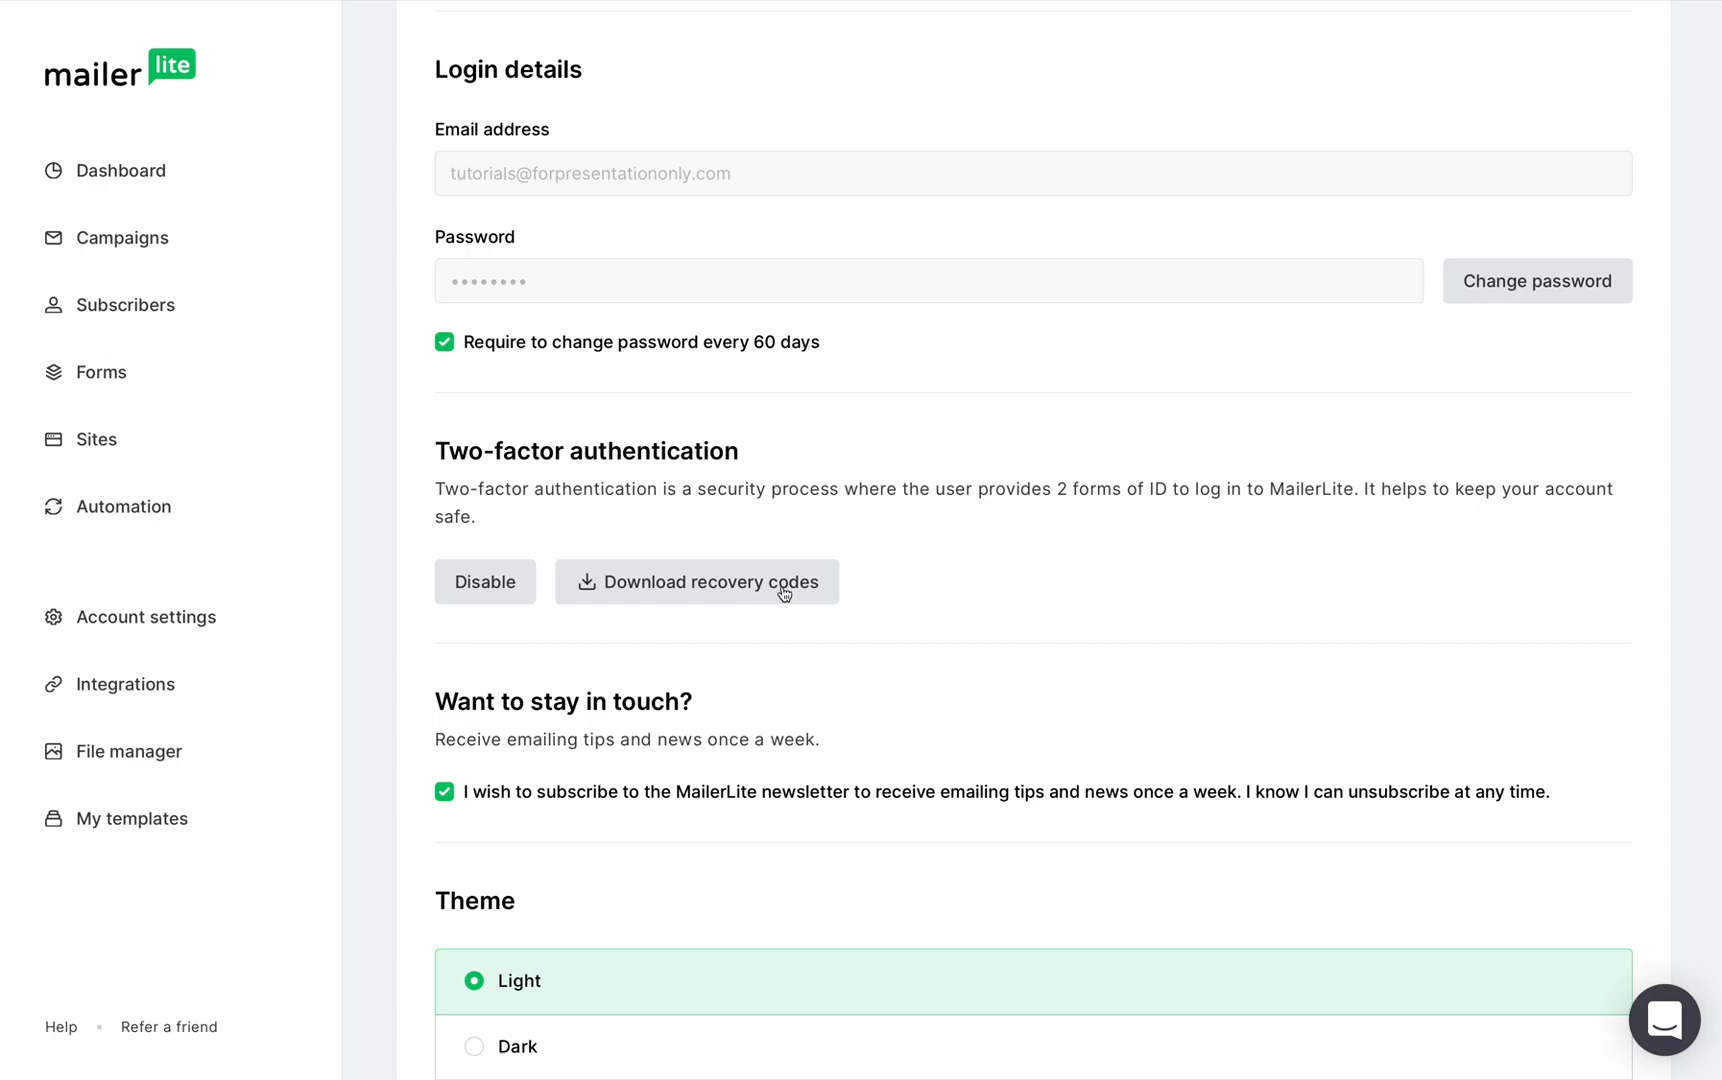 mailer lite
Dashboard
Campaigns
Subscribers
Forms
Sites
Automation
Account settings
Integrations
File manager
My templates
Help • Refer a friend
Login details
Email address
tutorials@forpresentationonly.com
Password
••••••••
Change password
Require to change password every 60 days
Two-factor authentication
Two-factor authentication is a security process where the user provides 2 forms of ID to log in to MailerLite. It helps to keep your account
safe.
Disable
Download recovery codes
Want to stay in touch?
Receive emailing tips and news once a week.
I wish to subscribe to the MailerLite newsletter to receive emailing tips and news once a week. I know I can unsubscribe at any time.
Theme
Light
Dark